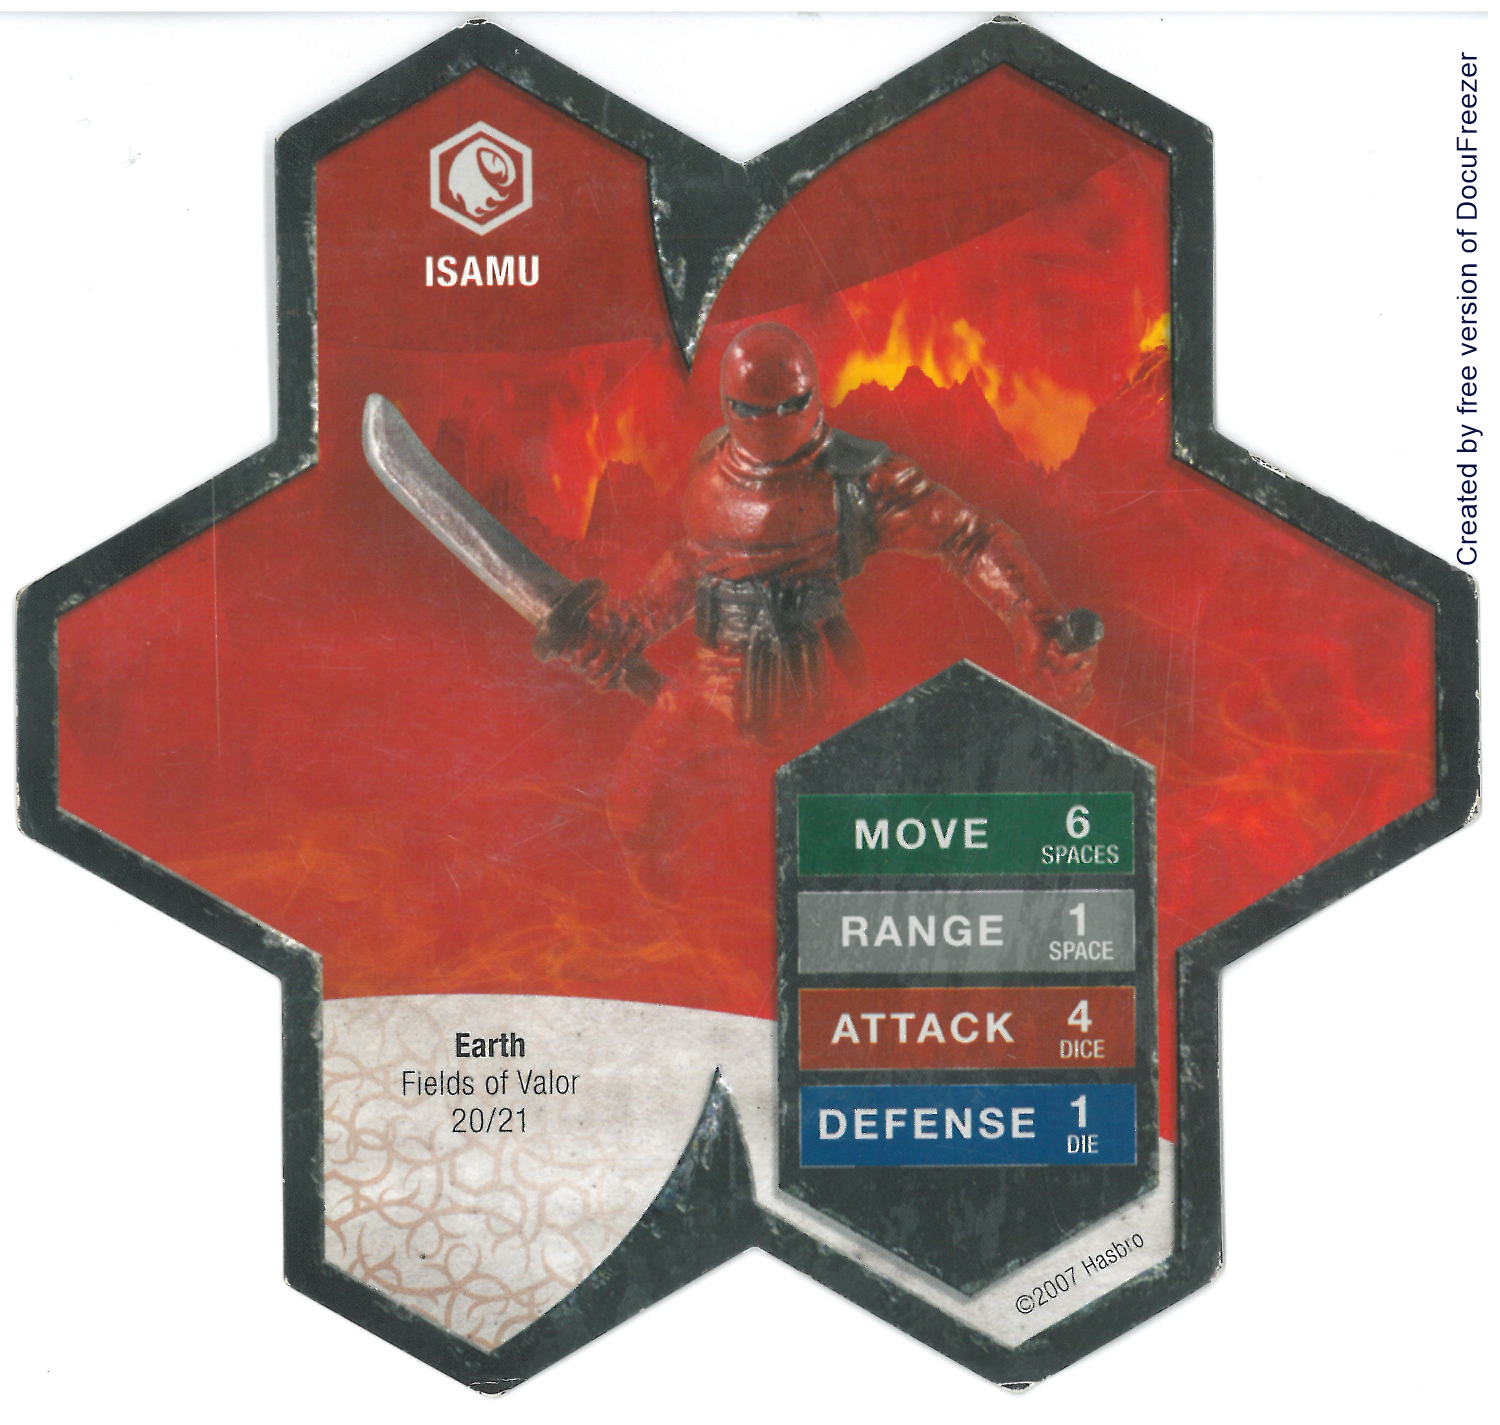 ISAMU
MOVE 6
SPACES
RANGE 1
SPACE
ATTACK 4
DICE
DEFENSE 1
DIE
Earth
Fields of Valor
20/21
©2007 Hasbro
Created by free version of DocuFreezer